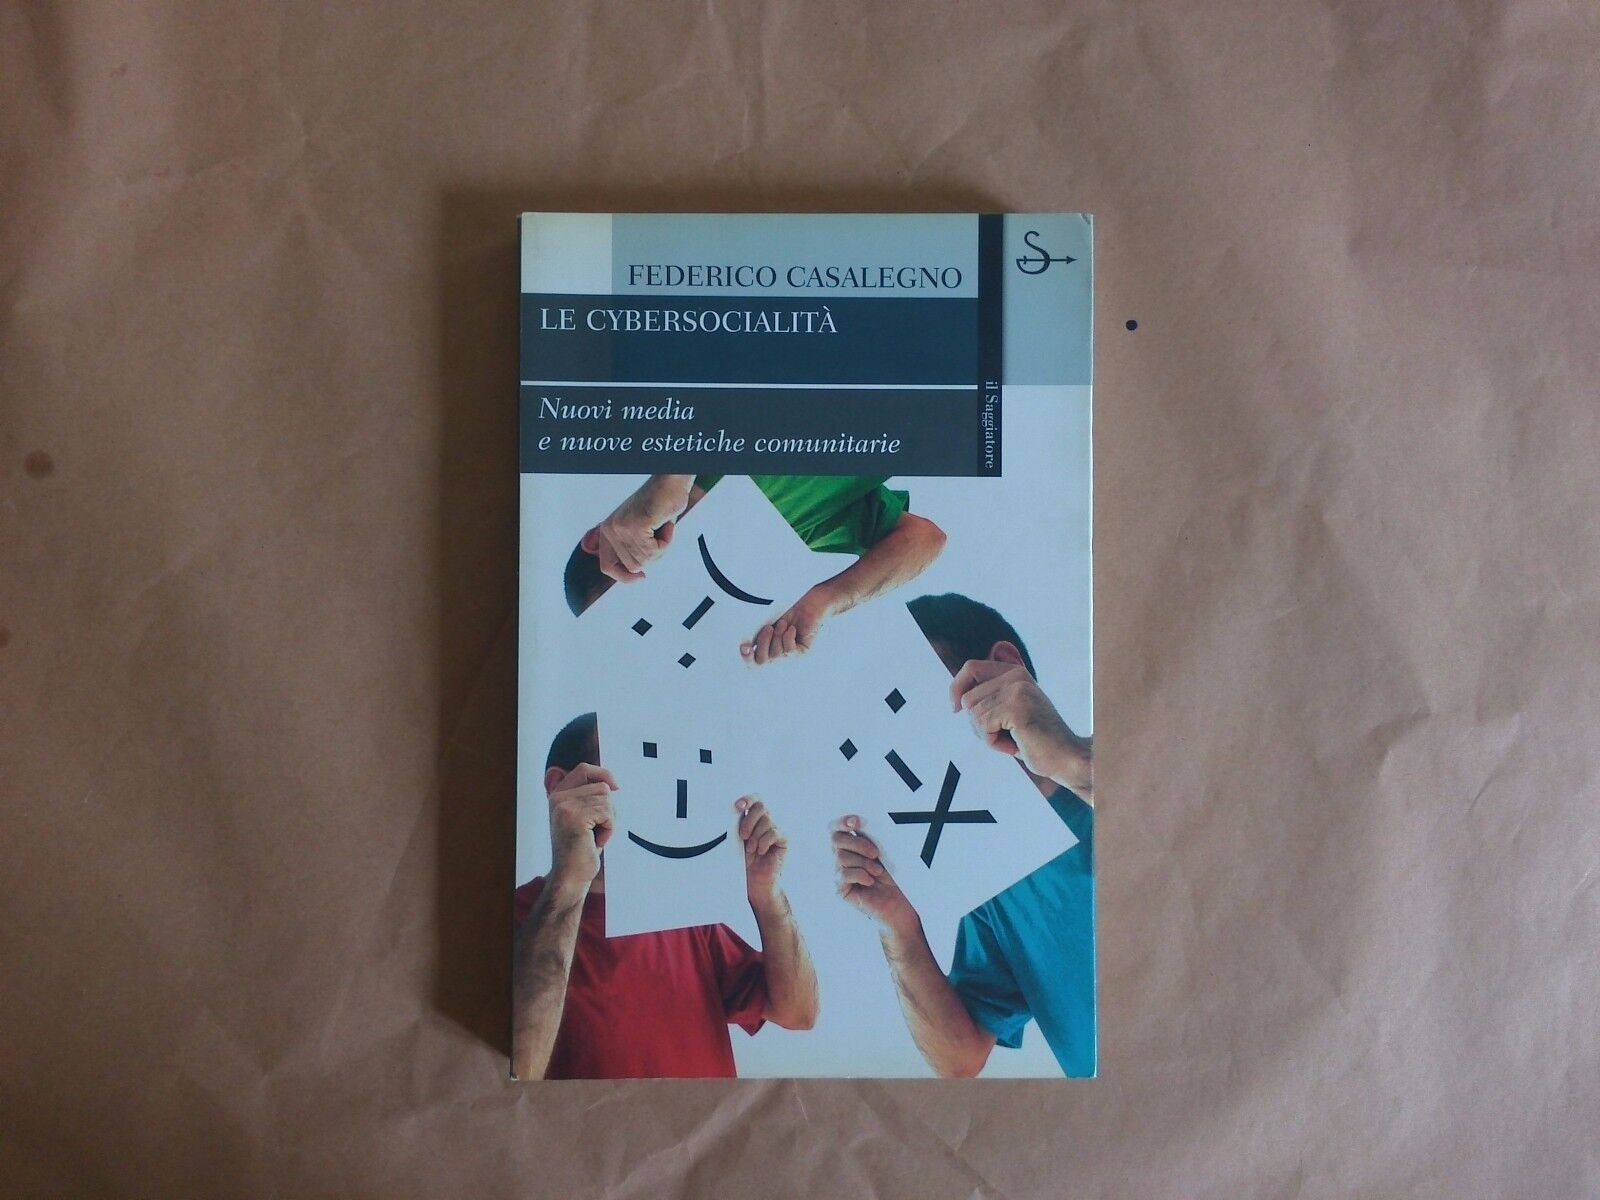 FEDERICO CASALEGNO
LE CYBERSOCIALITÀ
Nuovi media
e nuove estetiche comunitarie
il Saggiatore